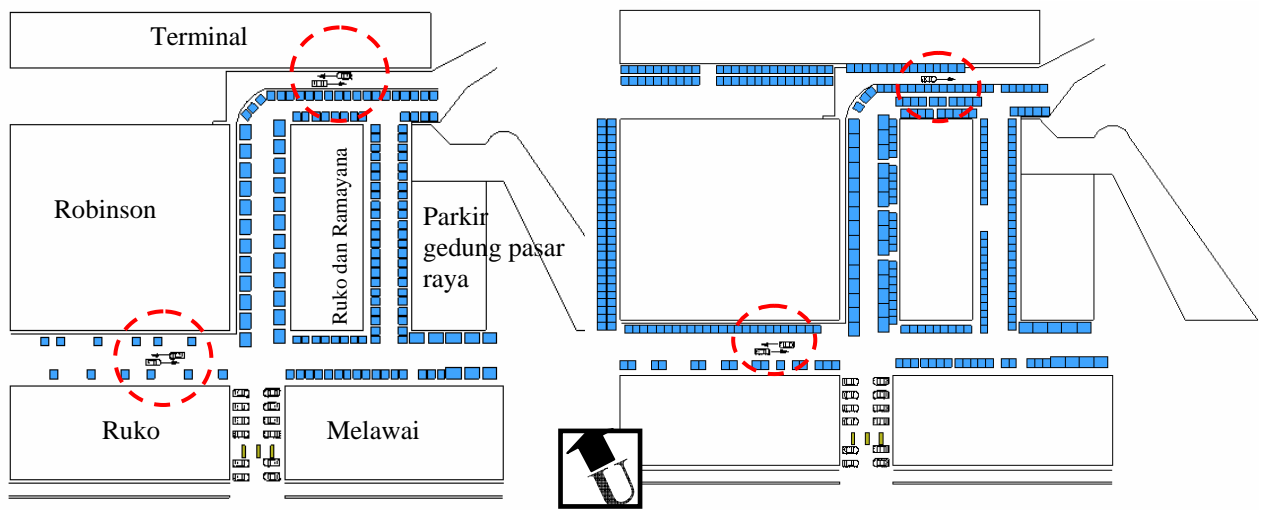 Terminal
Robinson
Ruko dan Ramayana
Parkir
gedung pasar
raya
Ruko
Melawai